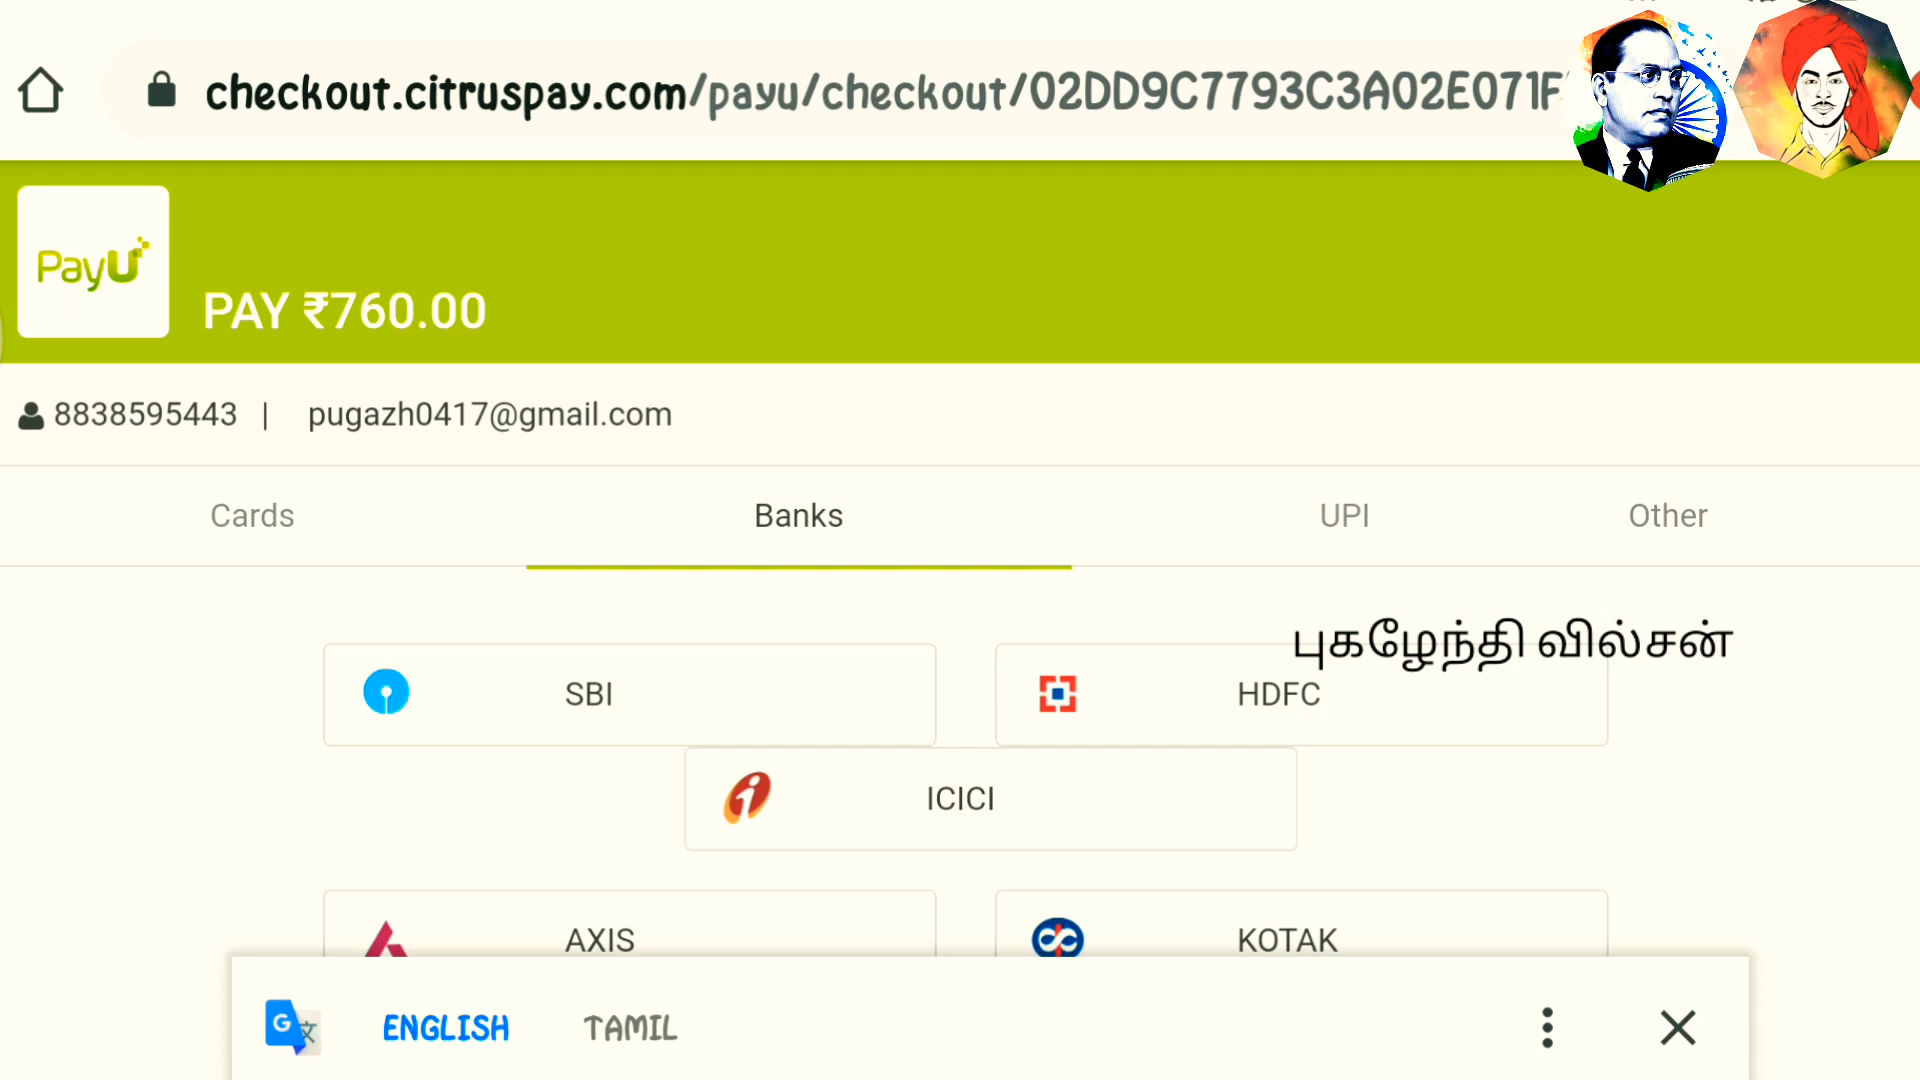 checkout.citruspay.com/payu/checkout/02DD9C7793C3A02E071F
PayU
PAY ₹760.00
8838595443 | pugazh0417@gmail.com
Cards Banks UPI Other
புகழேந்தி வில்சன்
SBI HDFC
ICICI
AXIS KOTAK
ENGLISH TAMIL